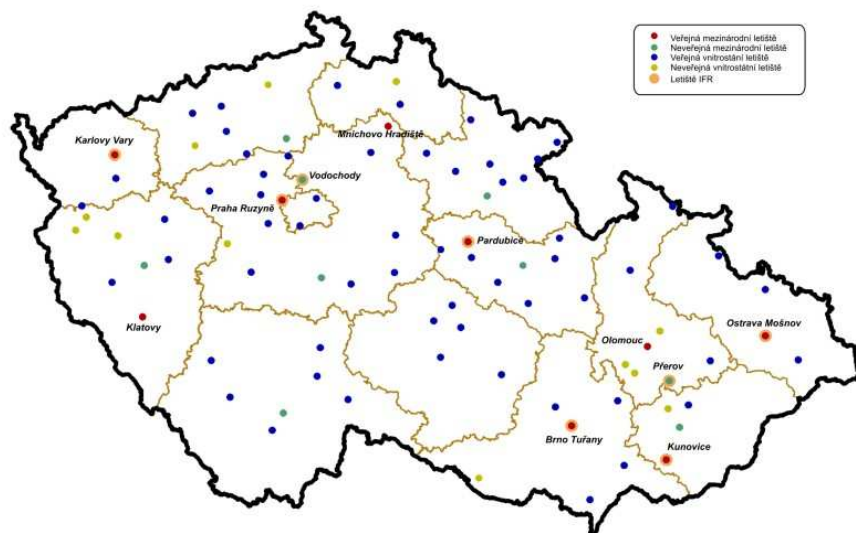 Veřejná mezinárodní letiště
Neveřejná mezinárodní letiště
Veřejná vnitrostání letiště
Neveřejná vnitrostátní letiště
Letiště IFR
Mnichovo Hradiště
Karlovy Vary
Vodochody
Praha Ruzyně
Pardubice
Klatovy
Ostrava Mošnov
Olomouc
Přerov
Brno Tuřany
Kunovice